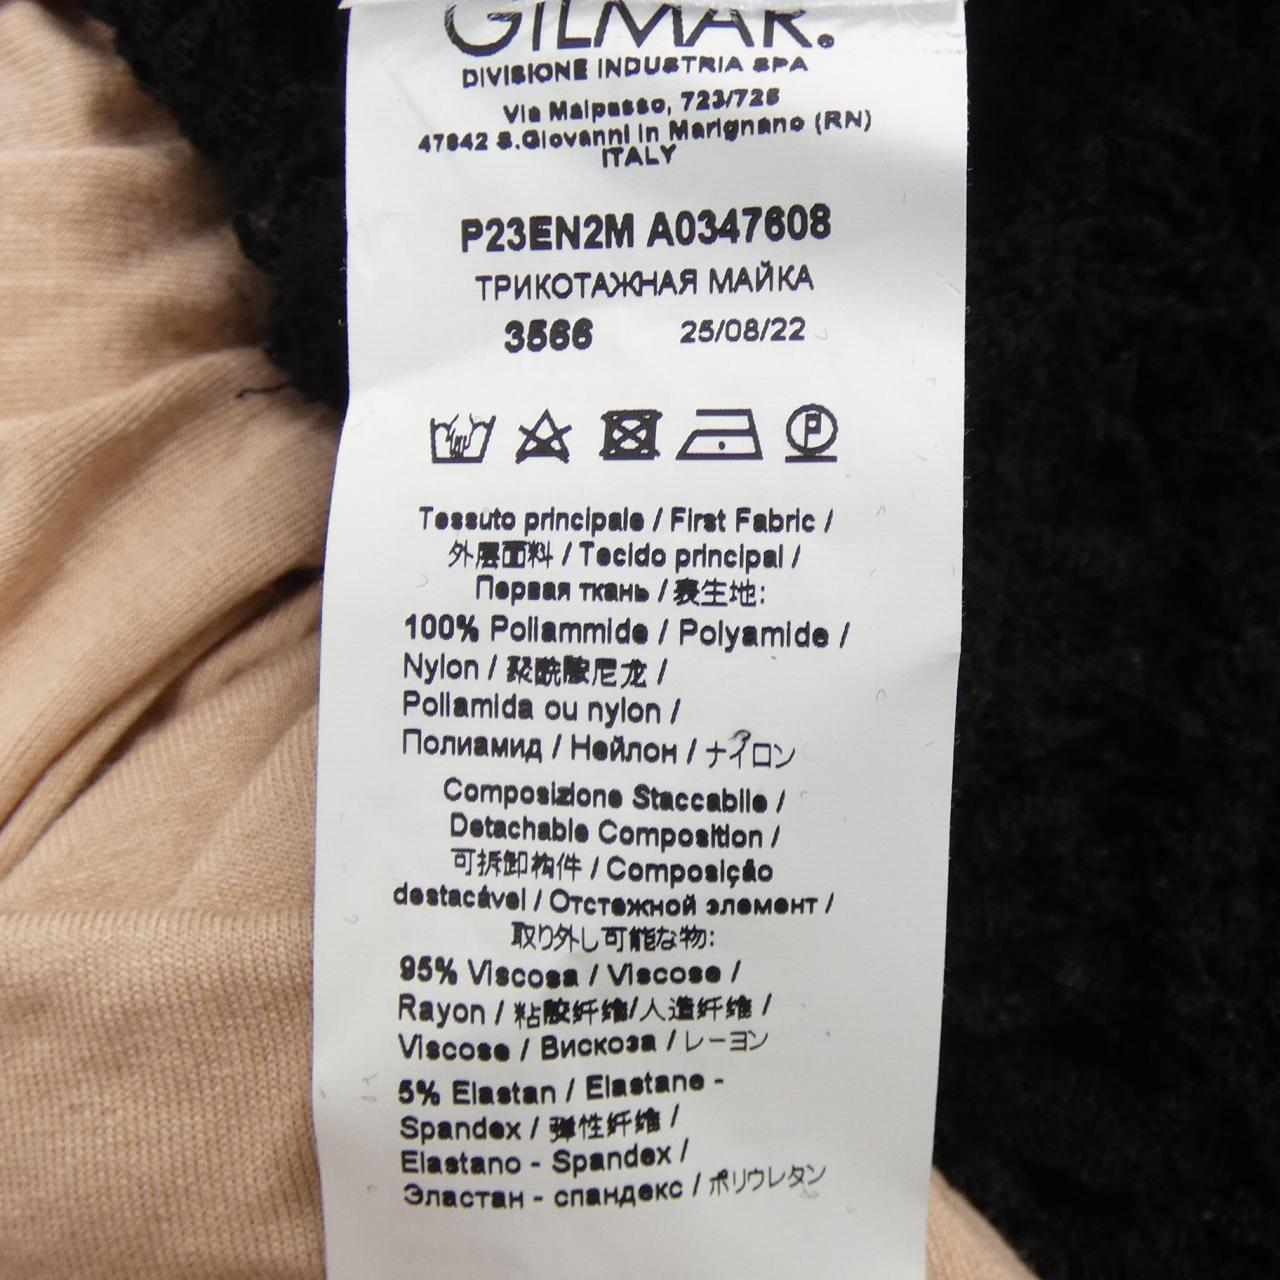 GILMAR.
DIVISIONE INDUSTRIA SPA
Via Malpasso, 723/725
47842 S.Giovanni in Marignano (RN)
ITALY
P23EN2M A0347608
ТРИКОТАЖНАЯ МАЙКА
3566 25/08/22
P
Tessuto principale / First Fabric /
外层面料 / Tecido principal /
Первая ткань / 表生地:
100% Poliammide / Polyamide /
Nylon / 聚酰胺尼龙 /
Poliamida ou nylon /
Полиамид / Нейлон / ナイロン
Composizione Staccabile /
Detachable Composition /
可拆卸构件 / Composição
destacável / Отстежной элемент /
取り外し可能な物:
95% Viscosa / Viscose /
Rayon / 粘胶纤维/人造纤维 /
Viscose / Вискоза / レーヨン
5% Elastan / Elastane -
Spandex / 弹性纤维 /
Elastano - Spandex /
Эластан - спандекс / ポリウレタン